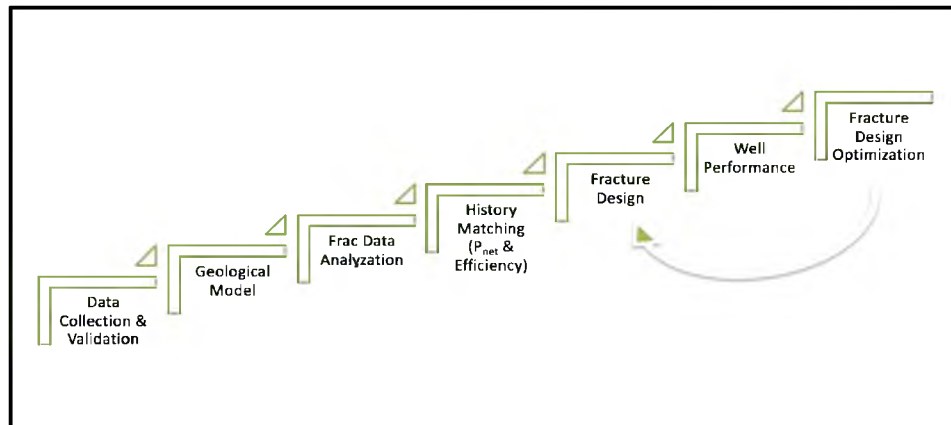 Data
Collection &
Validation
Geological
Model
Frac Data
Analyzation
History
Matching
(Pnet &
Efficiency)
Fracture
Design
Well
Performance
Fracture
Design
Optimization